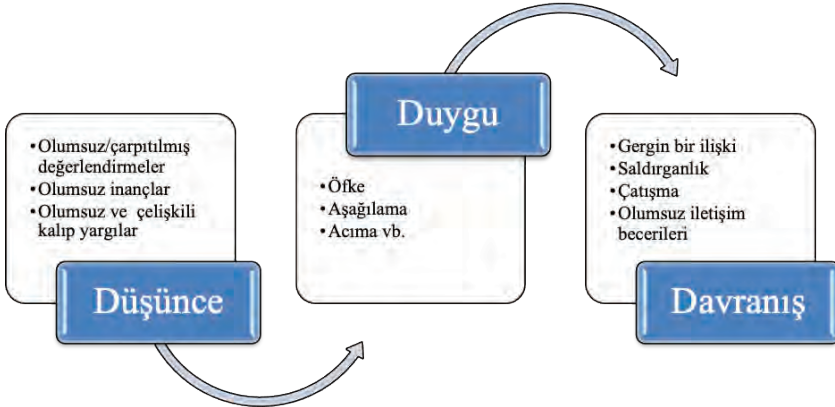 •Olumsuz/çarpıtılmış
değerlendirmeler
•Olumsuz inançlar
•Olumsuz ve çelişkili
kalıp yargılar
Düşünce
Duygu
•Öfke
•Aşağılama
•Acıma vb.
•Gergin bir ilişki
•Saldırganlık
•Çatışma
•Olumsuz iletişim
becerileri
Davranış